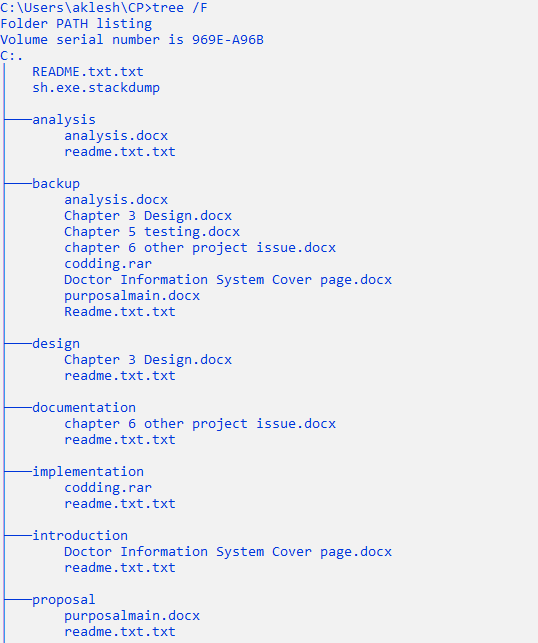 C:\Users\aklesh\CP>tree /F
Folder PATH listing
Volume serial number is 969E-A96B
C:.
│   README.txt.txt
│   sh.exe.stackdump
│
├───analysis
│       analysis.docx
│       readme.txt.txt
│
├───backup
│       analysis.docx
│       Chapter 3 Design.docx
│       Chapter 5 testing.docx
│       chapter 6 other project issue.docx
│       codding.rar
│       Doctor Information System Cover page.docx
│       purposalmain.docx
│       Readme.txt.txt
│
├───design
│       Chapter 3 Design.docx
│       readme.txt.txt
│
├───documentation
│       chapter 6 other project issue.docx
│       readme.txt.txt
│
├───implementation
│       codding.rar
│       readme.txt.txt
│
├───introduction
│       Doctor Information System Cover page.docx
│       readme.txt.txt
│
├───proposal
│       purposalmain.docx
│       readme.txt.txt